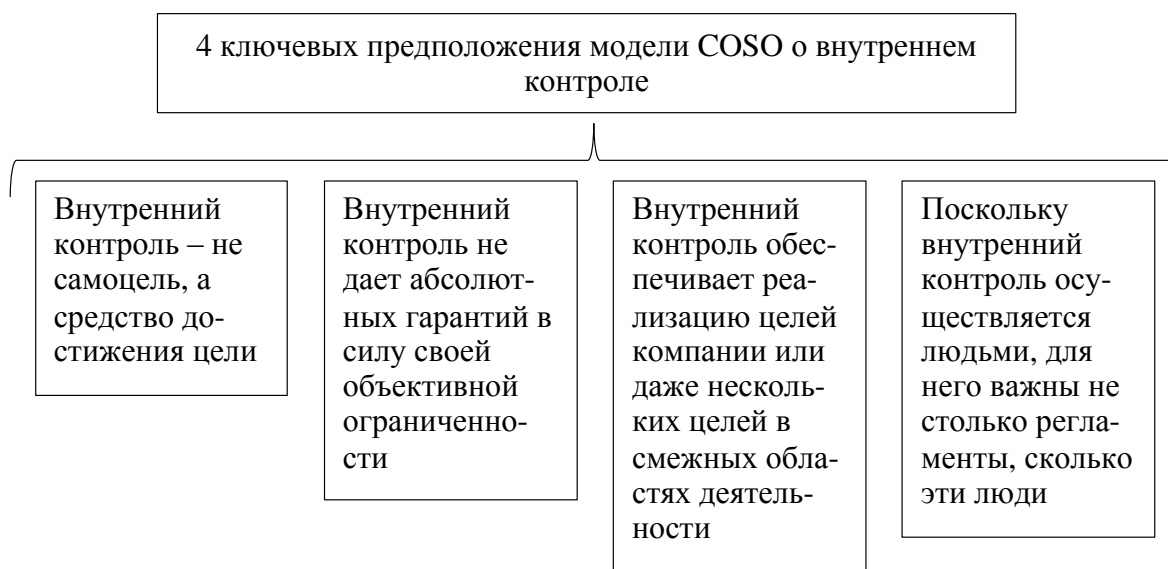 4 ключевых предположения модели COSO о внутреннем
контроле
Внутренний
контроль – не
самоцель, а
средство до-
стижения цели
Внутренний
контроль не
дает абсолют-
ных гарантий в
силу своей
объективной
ограниченно-
сти
Внутренний
контроль обес-
печивает реа-
лизацию целей
компании или
даже несколь-
ких целей в
смежных обла-
стях деятель-
ности
Поскольку
внутренний
контроль осу-
ществляется
людьми, для
него важны не
столько регла-
менты, сколько
эти люди